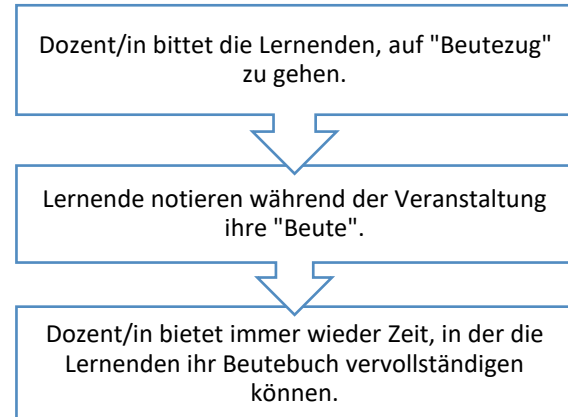 Dozent/in bittet die Lernenden, auf "Beutezug"
zu gehen.
Lernende notieren während der Veranstaltung
ihre "Beute".
Dozent/in bietet immer wieder Zeit, in der die
Lernenden ihr Beutebuch vervollständigen
können.